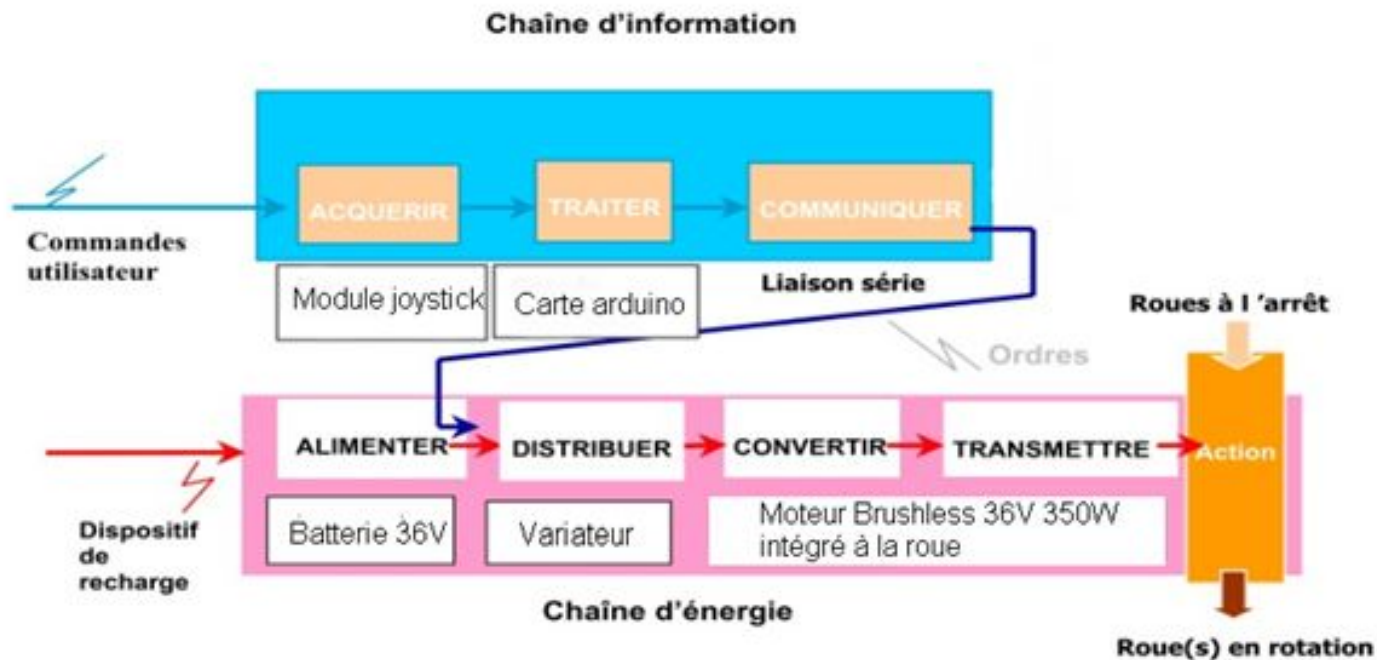 Chaîne d'information
ACQUERIR
TRAITER
COMMUNIQUER
Commandes
utilisateur
Module joystick
Carte arduino
Liaison série
Ordres
Roues à l 'arrêt
ALIMENTER
DISTRIBUER
CONVERTIR
TRANSMETTRE
Action
Dispositif
de
recharge
Batterie 36V
Variateur
Moteur Brushless 36V 350W
intégré à la roue
Chaîne d'énergie
Roue(s) en rotation